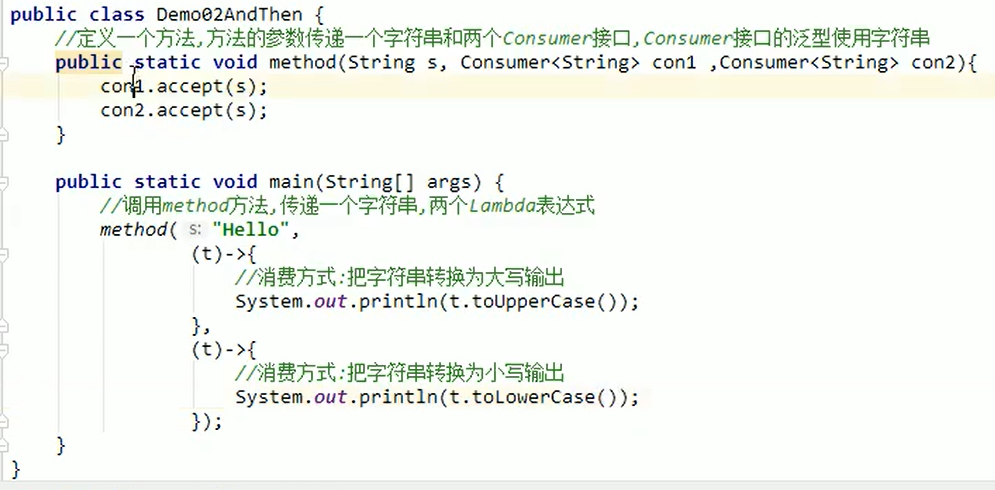 public class Demo02AndThen {
//定义一个方法,方法的参数传递一个字符串和两个Consumer接口,Consumer接口的泛型使用字符串
public static void method(String s, Consumer<String> con1 ,Consumer<String> con2){
con1.accept(s);
con2.accept(s);
}
public static void main(String[] args) {
//调用method方法,传递一个字符串,两个Lambda表达式
method( s: "Hello",
(t)->{
//消费方式:把字符串转换为大写输出
System.out.println(t.toUpperCase());
},
(t)->{
//消费方式:把字符串转换为小写输出
System.out.println(t.toLowerCase());
});
}
}